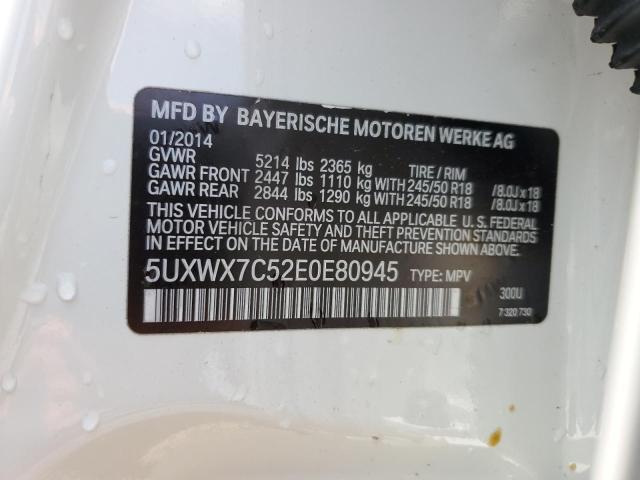 MFD BY BAYERISCHE MOTOREN WERKE AG
01/2014
GVWR 5214 lbs 2365 kg TIRE / RIM
GAWR FRONT 2447 lbs 1110 kg WITH 245/50 R18 /8.0J x 18
GAWR REAR 2844 lbs 1290 kg WITH 245/50 R18 /8.0J x 18
THIS VEHICLE CONFORMS TO ALL APPLICABLE U.S. FEDERAL
MOTOR VEHICLE SAFETY AND THEFT PREVENTION STANDARDS
IN EFFECT ON THE DATE OF MANUFACTURE SHOWN ABOVE.
5UXWX7C52E0E80945 TYPE: MPV
300U
7 320 730